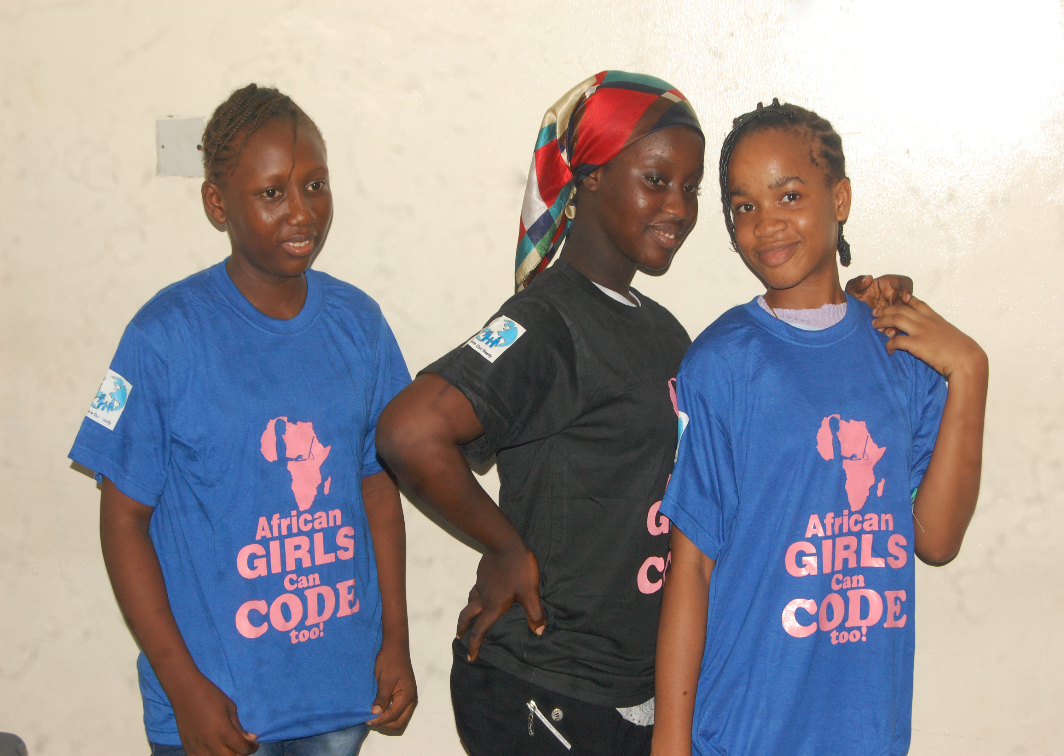 African
GIRLS
Can
CODE
too!
G
C
African
GIRLS
Can
CODE
too!